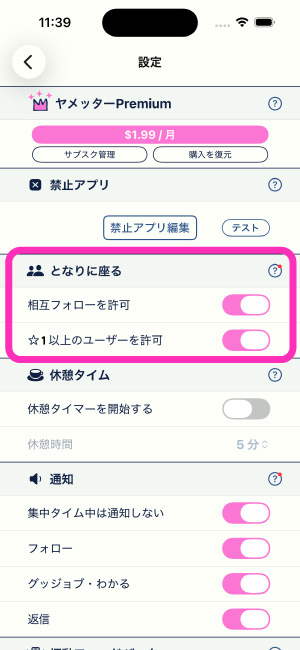 11:39
設定
ヤメッターPremium
$1.99 / 月
サブスク管理
購入を復元
禁止アプリ
禁止アプリ編集
テスト
となりに座る
相互フォローを許可
☆1以上のユーザーを許可
休憩タイム
休憩タイマーを開始する
休憩時間
5 分
通知
集中タイム中は通知しない
フォロー
グッジョブ・わかる
返信